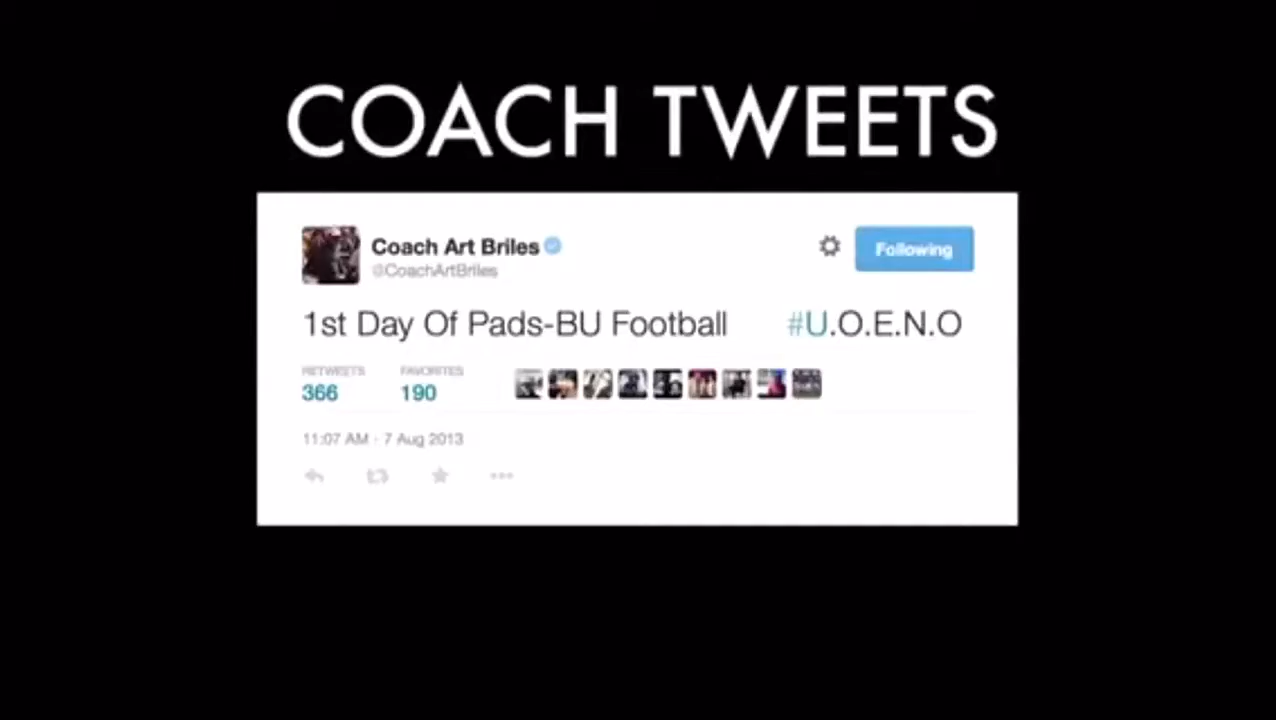 COACH TWEETS
Coach Art Briles
@CoachArtBriles
Following
1st Day Of Pads-BU Football #U.O.E.N.O
RETWEETS FAVORITES
366 190
11:07 AM - 7 Aug 2013